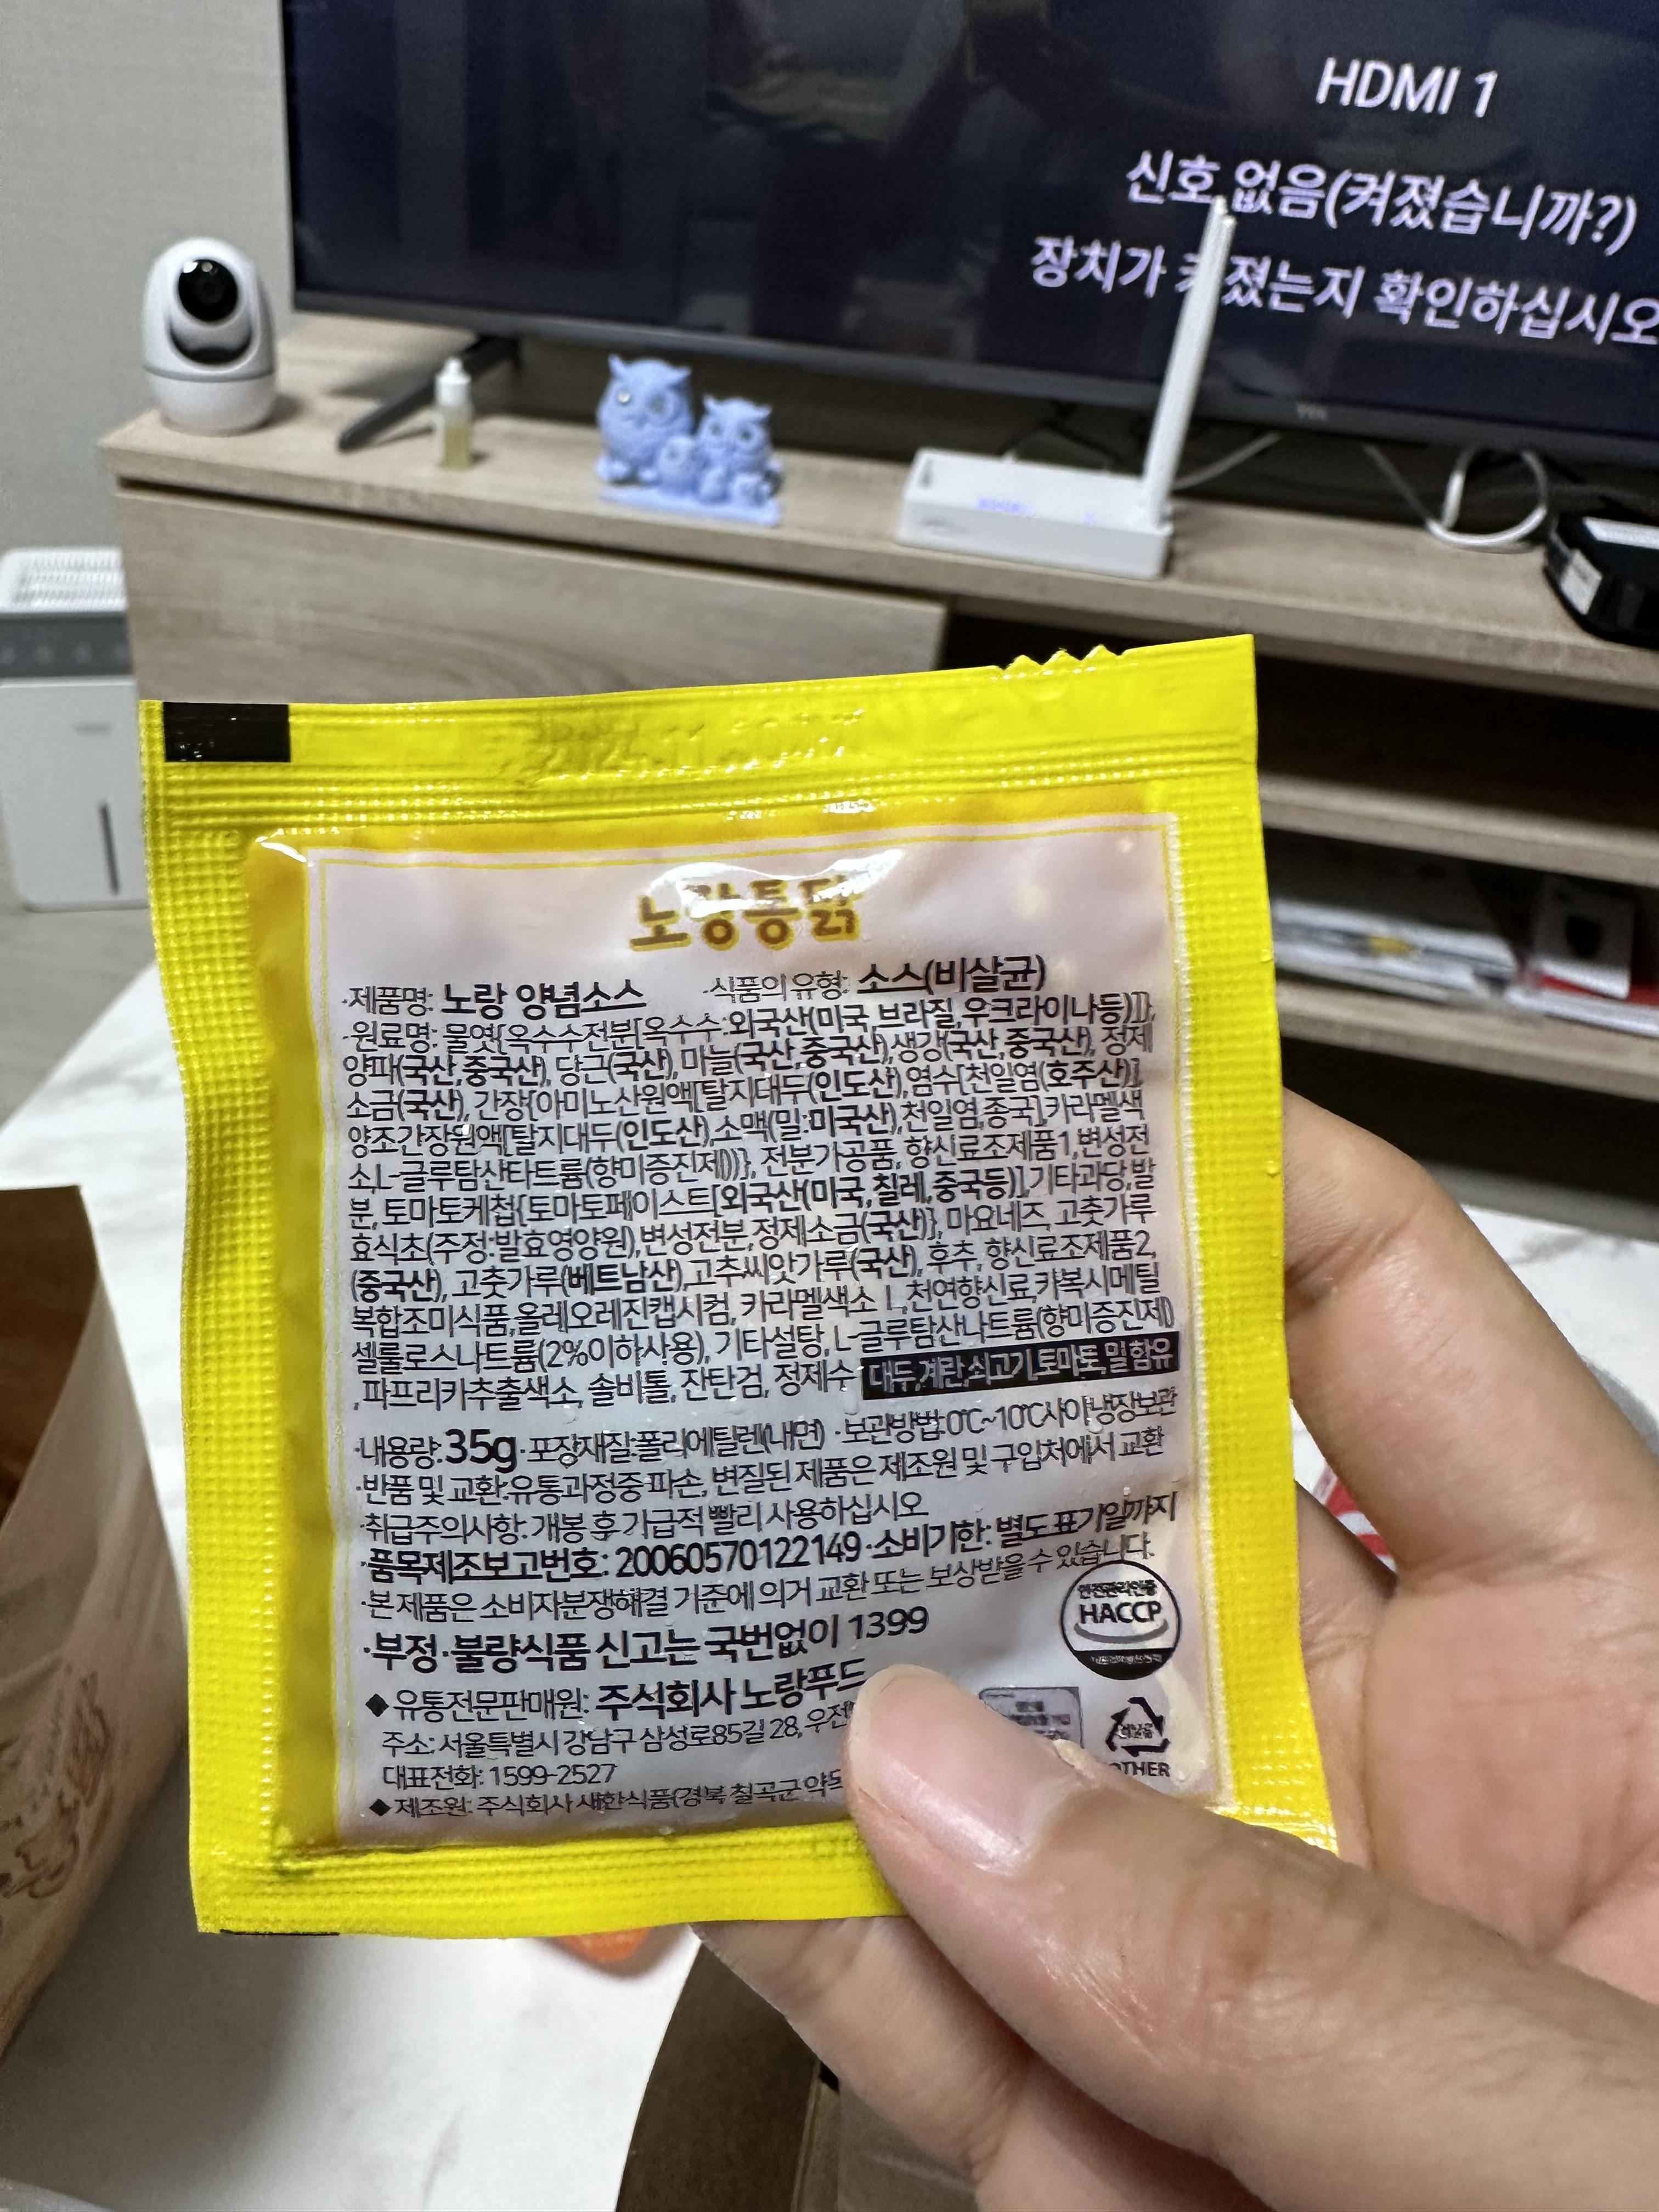 HDMI 1
신호 없음(켜졌습니까?)
장치가 켜졌는지 확인하십시오
노랑통닭
·제품명: 노랑 양념소스 ·식품의 유형: 소스(비살균)
·원료명: 물엿{옥수수전분[옥수수:외국산(미국, 브라질, 우크라이나등)]},
양파(국산,중국산), 당근(국산), 마늘(국산,중국산),생강(국산,중국산), 정제
소금(국산), 간장{아미노산원액[탈지대두(인도산),염수[천일염(호주산)],
양조간장원액[탈지대두(인도산),소맥(밀:미국산),천일염,종국],카라멜색
소,L-글루탐산나트륨(향미증진제)}, 전분가공품, 향신료조제품1,변성전
분, 토마토케첩{토마토페이스트[외국산(미국,칠레,중국등)],기타과당,발
효식초(주정:발효영양원),변성전분,정제소금(국산)}, 마요네즈, 고춧가루
(중국산), 고춧가루(베트남산),고추씨앗가루(국산), 후추, 향신료조제품2,
복합조미식품,올레오레진캡시컴, 카라멜색소 I, 천연향신료,카복시메틸
셀룰로스나트륨(2%이하사용), 기타설탕, L-글루탐산나트륨(향미증진제)
,파프리카추출색소, 솔비톨, 잔탄검, 정제수 대두,계란,쇠고기,토마토,밀 함유
·내용량:35g·포장재질:폴리에틸렌(내면) ·보관방법:0℃~10℃사이 냉장보관
·반품 및 교환:유통과정중 파손, 변질된 제품은 제조원 및 구입처에서 교환
·취급주의사항: 개봉 후 가급적 빨리 사용하십시오
·품목제조보고번호: 20060570122149·소비기한: 별도 표기일까지
·본 제품은 소비자분쟁해결 기준에 의거 교환 또는 보상받을 수 있습니다.
·부정·불량식품 신고는 국번없이 1399
안전관리인증
HACCP
◆ 유통전문판매원: 주식회사 노랑푸드
주소: 서울특별시 강남구 삼성로85길 28, 우전
대표전화: 1599-2527
OTHER
◆ 제조원: 주식회사 새한식품(경북 칠곡군 약목